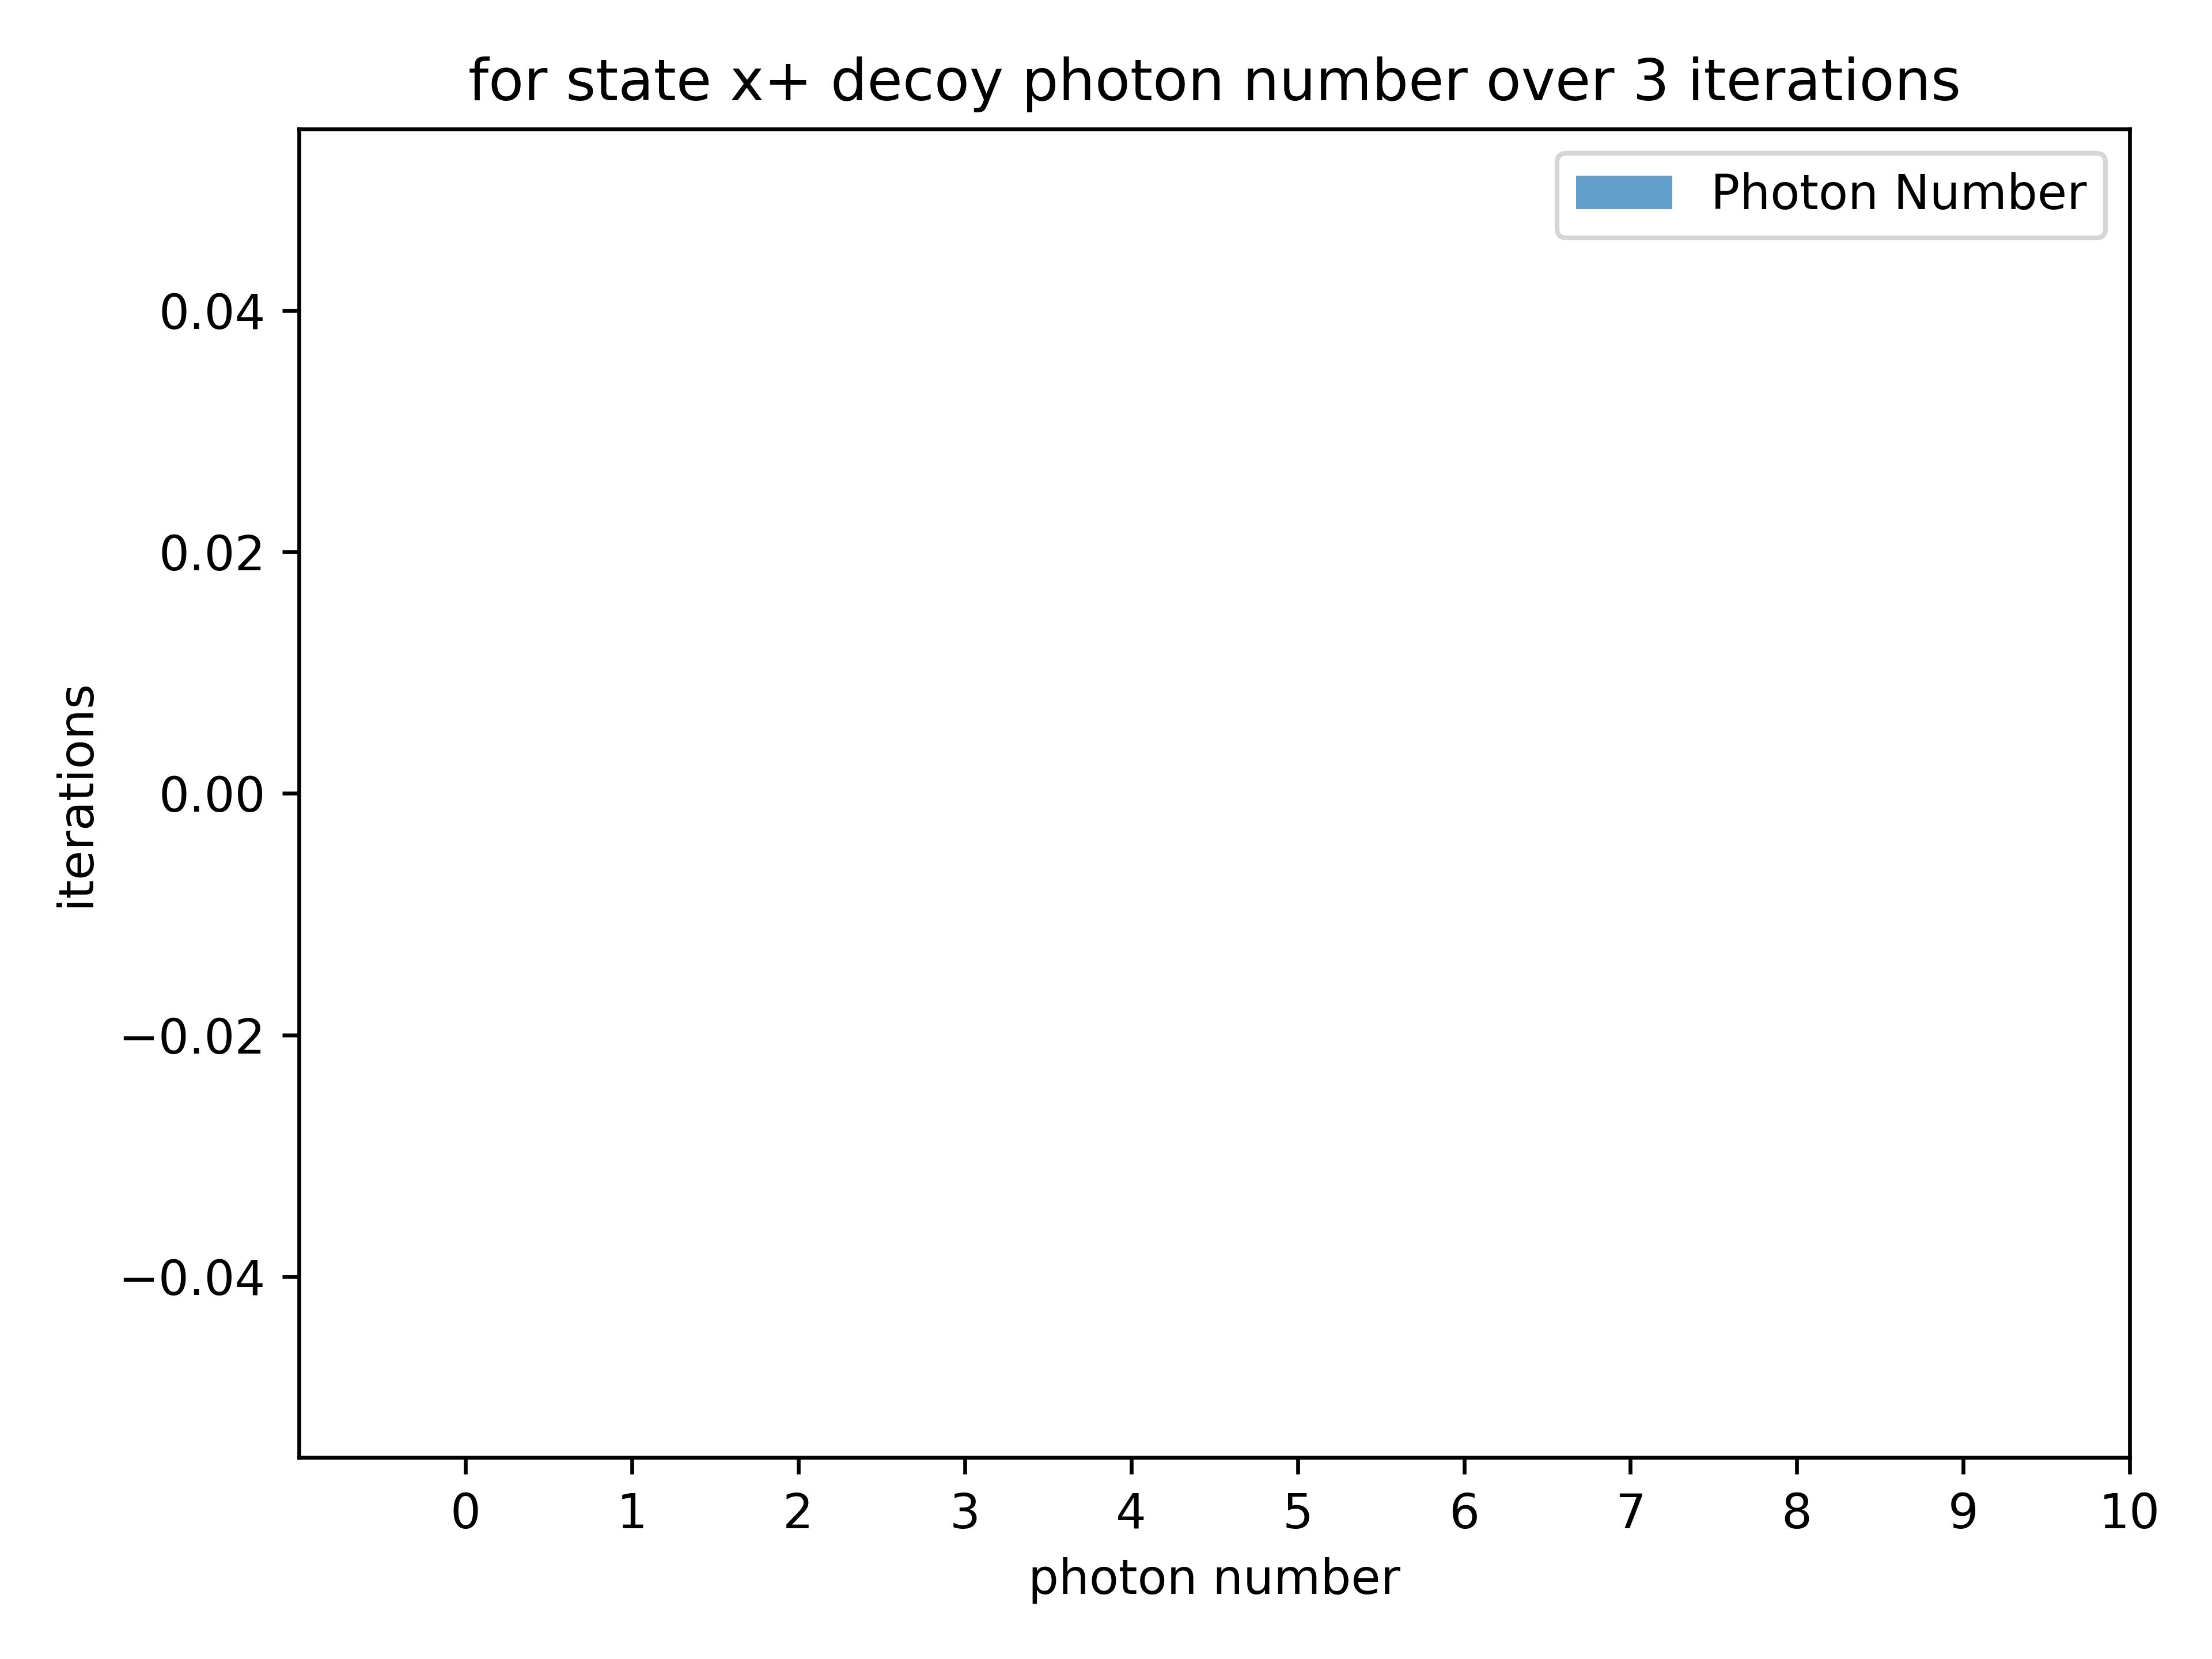 for state x+ decoy photon number over 3 iterations
Photon Number
0.04
0.02
0.00
−0.02
−0.04
iterations
0 1 2 3 4 5 6 7 8 9 10
photon number